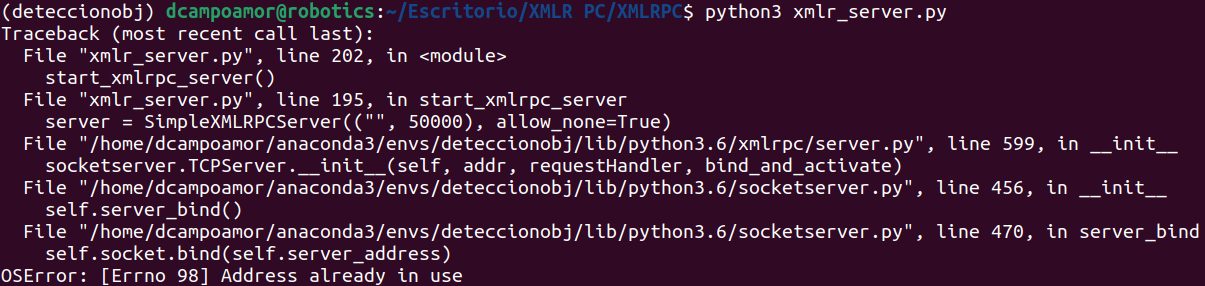 (deteccionobj) dcampoamor@robotics:~/Escritorio/XMLR PC/XMLRPC$ python3 xmlr_server.py
Traceback (most recent call last):
  File "xmlr_server.py", line 202, in <module>
    start_xmlrpc_server()
  File "xmlr_server.py", line 195, in start_xmlrpc_server
    server = SimpleXMLRPCServer(("", 50000), allow_none=True)
  File "/home/dcampoamor/anaconda3/envs/deteccionobj/lib/python3.6/xmlrpc/server.py", line 599, in __init__
    socketserver.TCPServer.__init__(self, addr, requestHandler, bind_and_activate)
  File "/home/dcampoamor/anaconda3/envs/deteccionobj/lib/python3.6/socketserver.py", line 456, in __init__
    self.server_bind()
  File "/home/dcampoamor/anaconda3/envs/deteccionobj/lib/python3.6/socketserver.py", line 470, in server_bind
    self.socket.bind(self.server_address)
OSError: [Errno 98] Address already in use